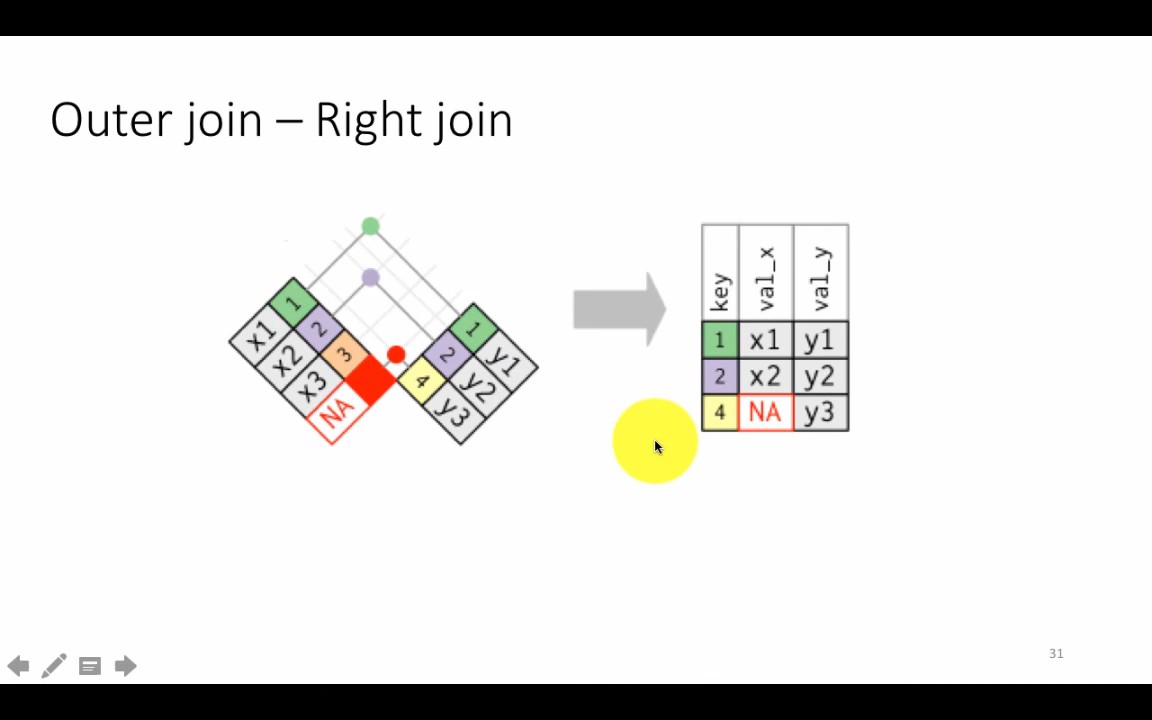 Outer join – Right join
1
x1
2
x2
3
x3
NA
1
y1
2
y2
4
y3
key val_x val_y
1 x1 y1
2 x2 y2
4 NA y3
31